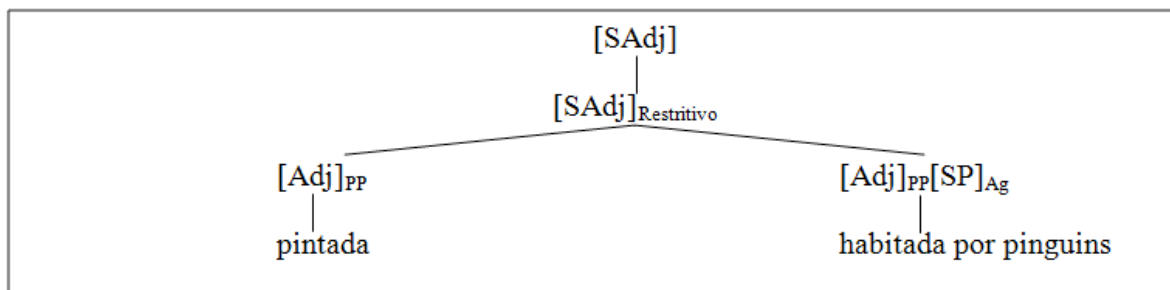 [SAdj]
[SAdj]Restritivo
[Adj]PP [Adj]PP[SP]Ag
pintada habitada por pinguins